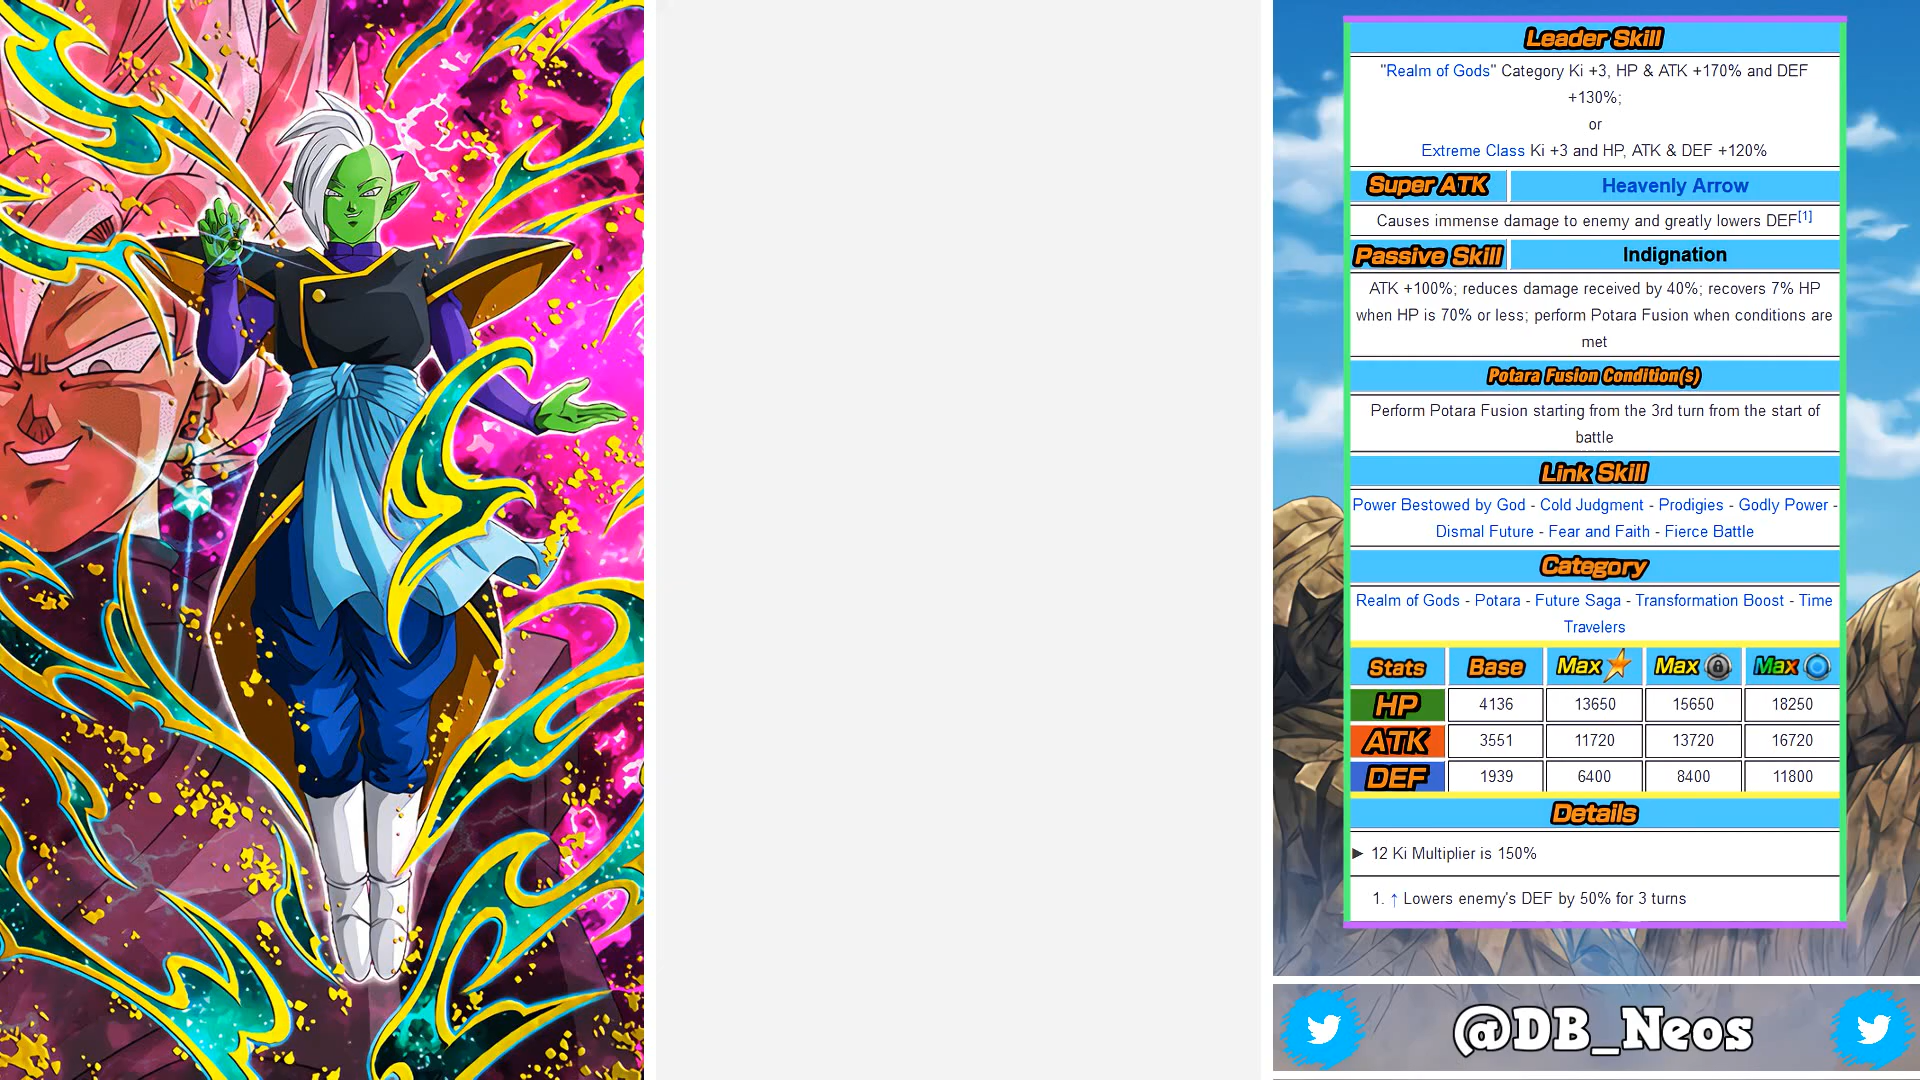 Leader Skill
"Realm of Gods" Category Ki +3, HP & ATK +170% and DEF
+130%;
or
Extreme Class Ki +3 and HP, ATK & DEF +120%
Super ATK Heavenly Arrow
Causes immense damage to enemy and greatly lowers DEF[1]
Passive Skill Indignation
ATK +100%; reduces damage received by 40%; recovers 7% HP
when HP is 70% or less; perform Potara Fusion when conditions are
met
Potara Fusion Condition(s)
Perform Potara Fusion starting from the 3rd turn from the start of
battle
Link Skill
Power Bestowed by God - Cold Judgment - Prodigies - Godly Power -
Dismal Future - Fear and Faith - Fierce Battle
Category
Realm of Gods - Potara - Future Saga - Transformation Boost - Time
Travelers
Stats Base Max Max Max
HP 4136 13650 15650 18250
ATK 3551 11720 13720 16720
DEF 1939 6400 8400 11800
Details
► 12 Ki Multiplier is 150%
1. ↑ Lowers enemy's DEF by 50% for 3 turns
@DB_Neos